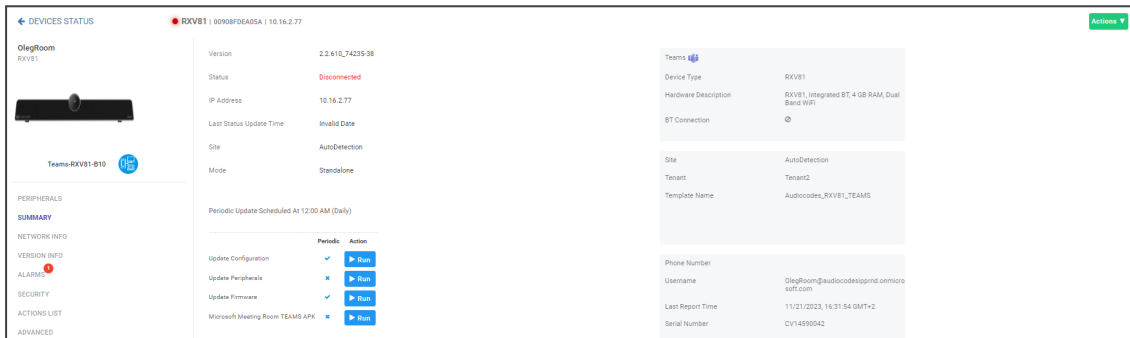 ← DEVICES STATUS
RXV81 | 00908FDEA05A | 10.16.2.77
Actions ▼
OlegRoom
RXV81
Teams-RXV81-B10
PERIPHERALS
SUMMARY
NETWORK INFO
VERSION INFO
ALARMS 1
SECURITY
ACTIONS LIST
ADVANCED
Version 2.2.610_74235-38
Status Disconnected
IP Address 10.16.2.77
Last Status Update Time Invalid Date
Site AutoDetection
Mode Standalone
Periodic Update Scheduled At 12:00 AM (Daily)
Periodic Action
Update Configuration ✔ ▶ Run
Update Peripherals ✖ ▶ Run
Update Firmware ✔ ▶ Run
Microsoft Meeting Room TEAMS APK ✖ ▶ Run
Teams
Device Type RXV81
Hardware Description RXV81, Integrated BT, 4 GB RAM, Dual
Band WiFi
BT Connection
Site AutoDetection
Tenant Tenant2
Template Name Audiocodes_RXV81_TEAMS
Phone Number
Username OlegRoom@audiocodesipprnd.onmicro
soft.com
Last Report Time 11/21/2023, 16:31:54 GMT+2
Serial Number CV14590042